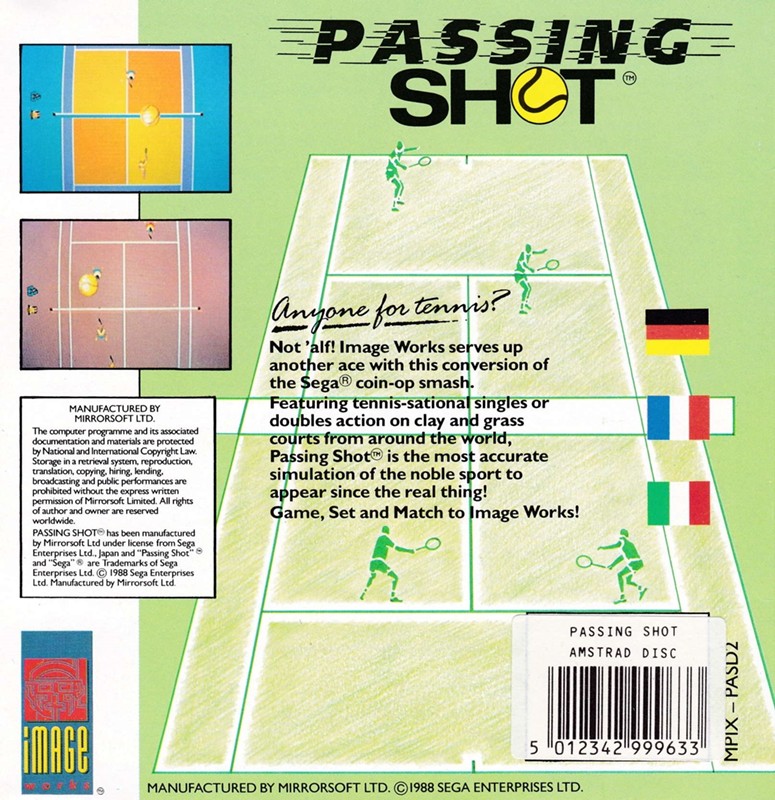 PASSING
SHOT™
Anyone for tennis?
Not 'alf! Image Works serves up
another ace with this conversion of
the Sega® coin-op smash.
Featuring tennis-sational singles or
doubles action on clay and grass
courts from around the world,
Passing Shot™ is the most accurate
simulation of the noble sport to
appear since the real thing!
Game, Set and Match to Image Works!
MANUFACTURED BY
MIRRORSOFT LTD.
The computer programme and its associated
documentation and materials are protected
by National and International Copyright Law.
Storage in a retrieval system, reproduction,
translation, copying, hiring, lending,
broadcasting and public performances are
prohibited without the express written
permission of Mirrorsoft Limited. All rights
of author and owner are reserved
worldwide.
PASSING SHOT™ has been manufactured
by Mirrorsoft Ltd under license from Sega
Enterprises Ltd., Japan and "Passing Shot" ™
and "Sega" ® are Trademarks of Sega
Enterprises Ltd. © 1988 Sega Enterprises
Ltd. Manufactured by Mirrorsoft Ltd.
iMAGE
works
PASSING SHOT
AMSTRAD DISC
5 012342 999633
MPIX – PASD2
MANUFACTURED BY MIRRORSOFT LTD. ©1988 SEGA ENTERPRISES LTD.